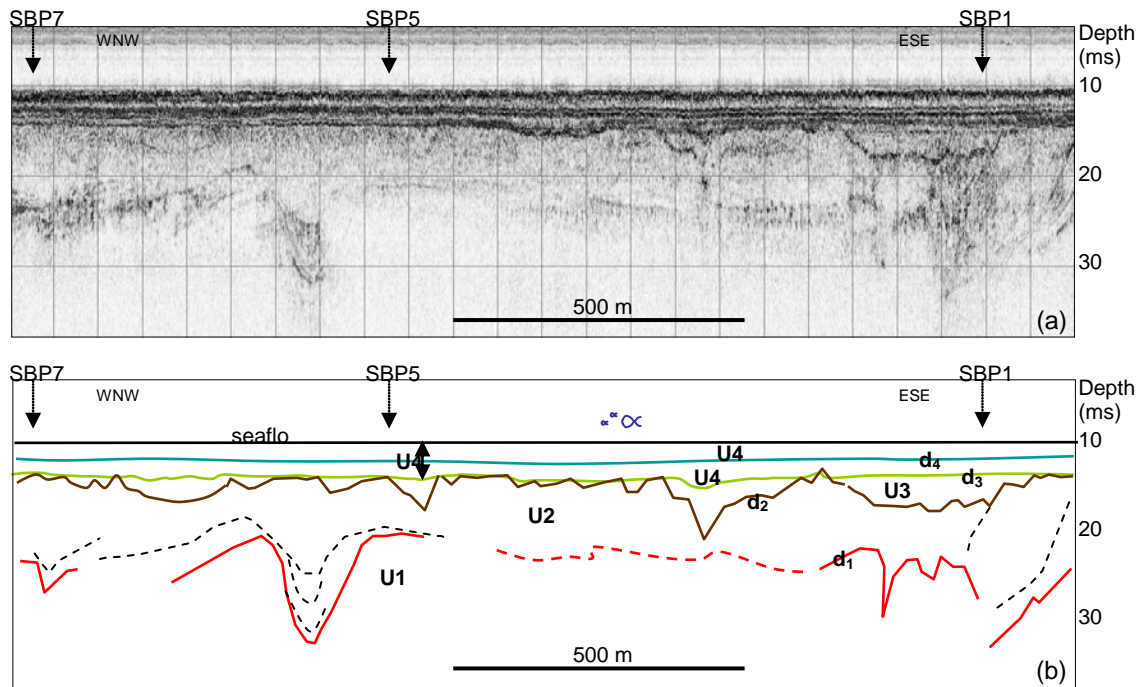 SBP7 SBP5 SBP1
WNW ESE Depth
(ms)
10
20
30
500 m
(a)
SBP7 SBP5 SBP1
WNW ESE Depth
(ms)
10
seaflo
U4 U4 d4
U4 d3
U3
U2 d2
20
U1 d1
30
500 m
(b)